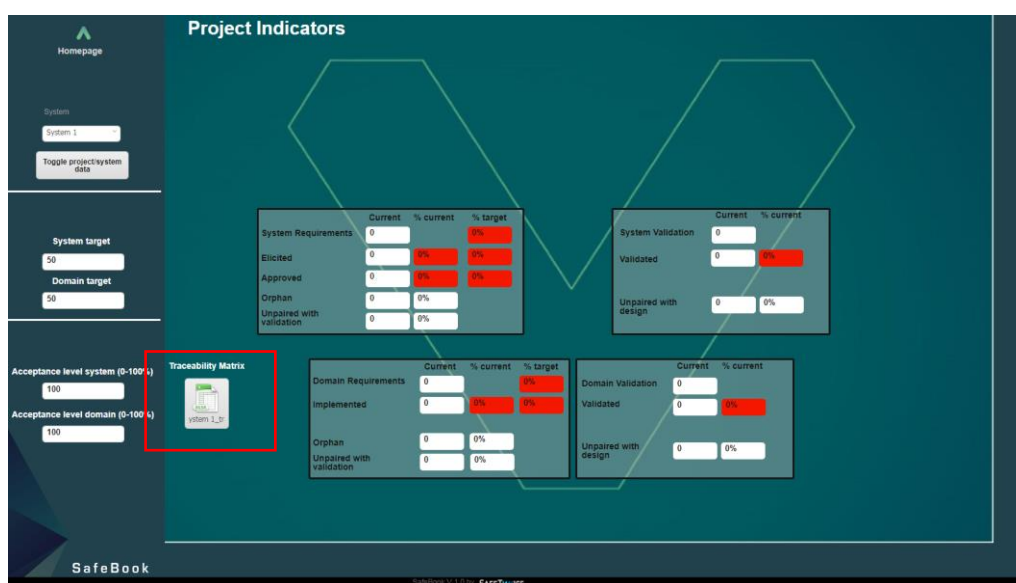 Project Indicators
Homepage
System
System 1
Toggle project/system
data
System target
50
Domain target
50
Acceptance level system (0-100%)
100
Acceptance level domain (0-100%)
100
Traceability Matrix
ystem 1_tr
Current % current % target
System Requirements 0 0%
Elicited 0 0% 0%
Approved 0 0% 0%
Orphan 0 0%
Unpaired with
validation 0 0%
Current % current
System Validation 0
Validated 0 0%
Unpaired with
design 0 0%
Current % current % target
Domain Requirements 0 0%
Implemented 0 0% 0%
Orphan 0 0%
Unpaired with
validation 0 0%
Current % current
Domain Validation 0
Validated 0 0%
Unpaired with
design 0 0%
SafeBook
SafeBook V 1.0 by